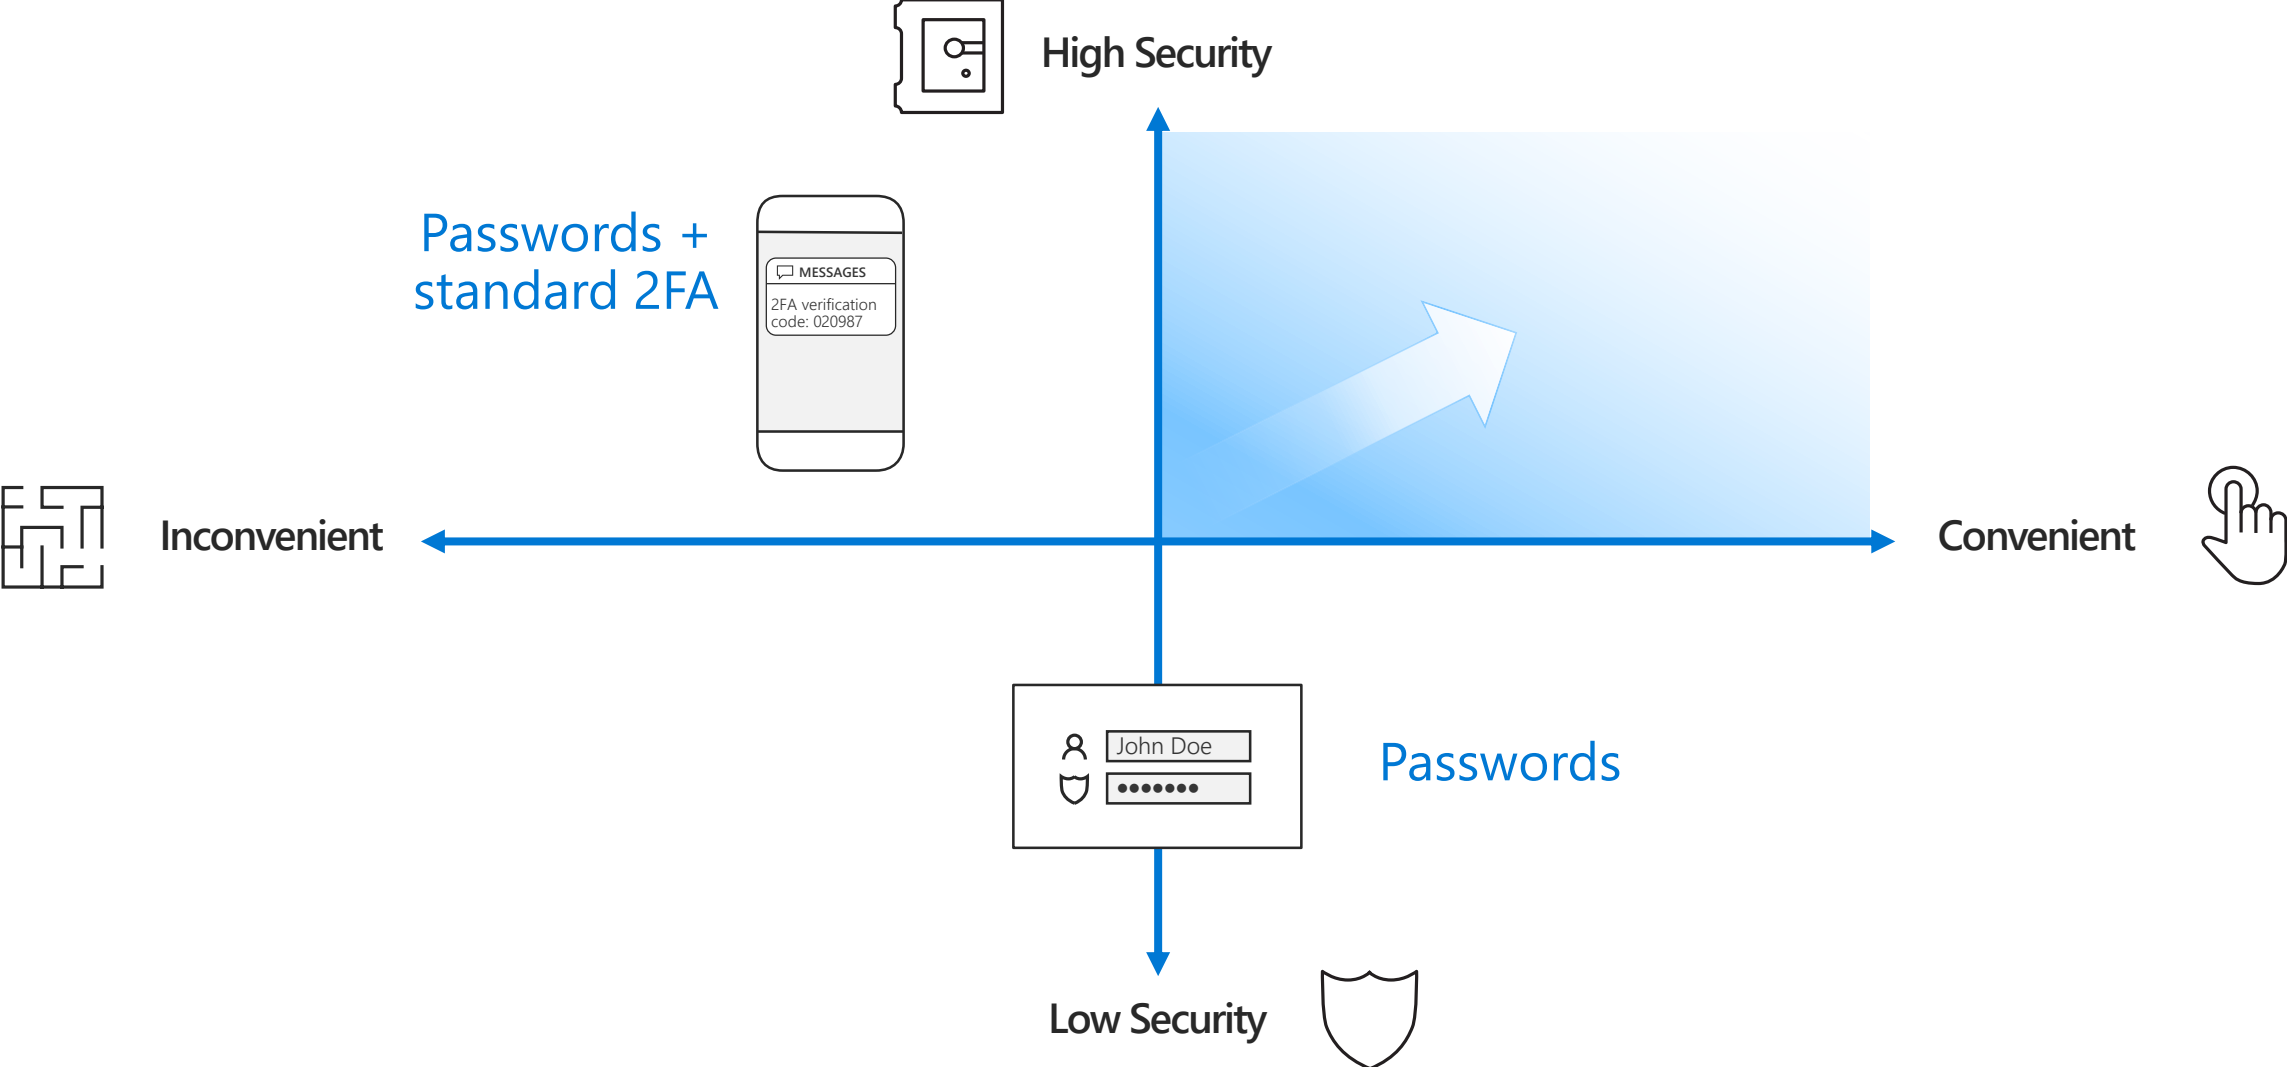 High Security
Passwords +
standard 2FA
MESSAGES
2FA verification
code: 020987
Inconvenient
Convenient
John Doe
•••••••
Passwords
Low Security